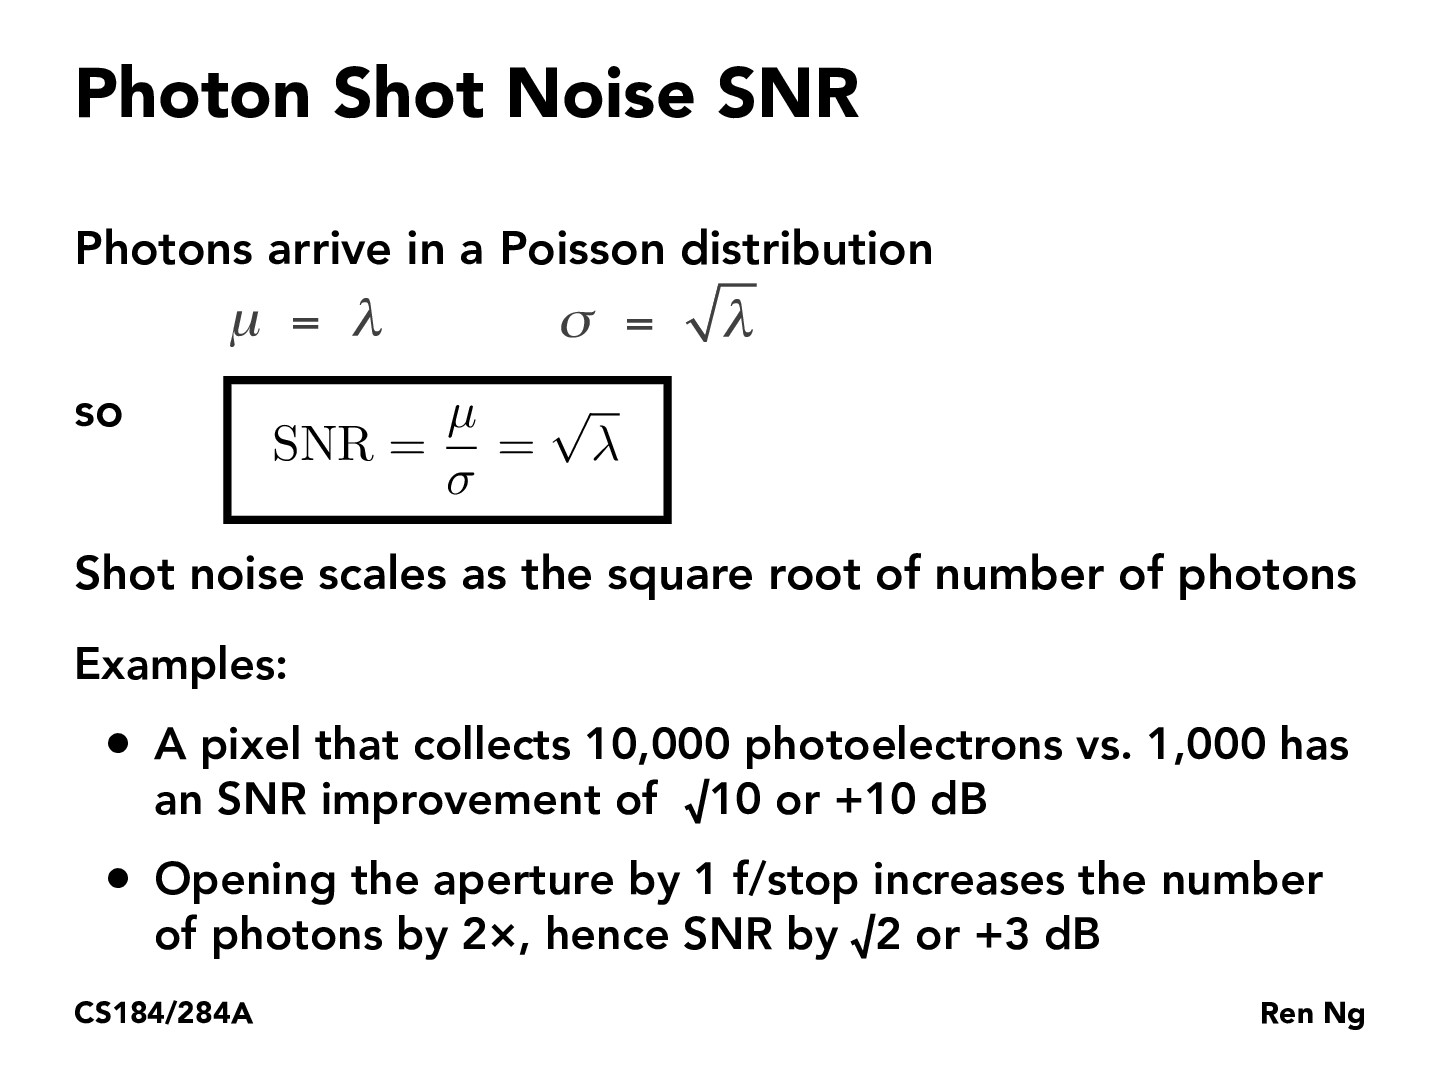 Photon Shot Noise SNR
Photons arrive in a Poisson distribution
μ = λ σ = √λ
so
SNR = μ/σ = √λ
Shot noise scales as the square root of number of photons
Examples:
• A pixel that collects 10,000 photoelectrons vs. 1,000 has
an SNR improvement of √10 or +10 dB
• Opening the aperture by 1 f/stop increases the number
of photons by 2×, hence SNR by √2 or +3 dB
CS184/284A
Ren Ng